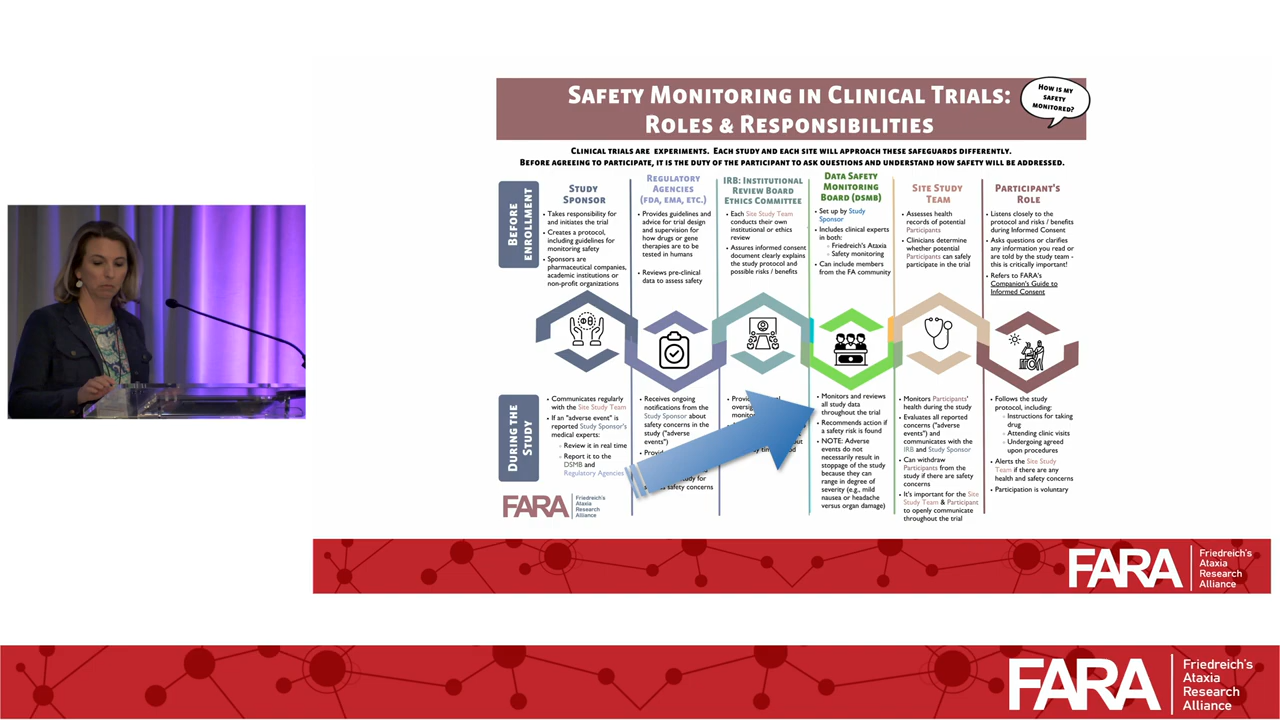 SAFETY MONITORING IN CLINICAL TRIALS:
ROLES & RESPONSIBILITIES
HOW IS MY
SAFETY
MONITORED?
CLINICAL TRIALS ARE EXPERIMENTS. EACH STUDY AND EACH SITE WILL APPROACH THESE SAFEGUARDS DIFFERENTLY.
BEFORE AGREEING TO PARTICIPATE, IT IS THE DUTY OF THE PARTICIPANT TO ASK QUESTIONS AND UNDERSTAND HOW SAFETY WILL BE ADDRESSED.
BEFORE
ENROLLMENT
STUDY
SPONSOR
• Takes responsibility for
and initiates the trial
• Creates a protocol,
including guidelines for
monitoring safety
• Sponsors are
pharmaceutical companies,
academic institutions or
non-profit organizations
REGULATORY
AGENCIES
(FDA, EMA, ETC.)
• Provides guidelines and
advice for trial design
and supervision for
how drugs or gene
therapies are to be
tested in humans
• Reviews pre-clinical
data to assess safety
IRB: INSTITUTIONAL
REVIEW BOARD
ETHICS COMMITTEE
• Each Site Study Team
conducts their own
institutional or ethics
review
• Assures informed consent
document clearly explains
the study protocol and
possible risks / benefits
DATA SAFETY
MONITORING
BOARD (DSMB)
• Set up by Study
Sponsor
• Includes clinical experts
in both:
◦ Friedreich's Ataxia
◦ Safety monitoring
• Can include members
from the FA community
SITE STUDY
TEAM
• Assesses health
records of potential
Participants
• Clinicians determine
whether potential
Participants can safely
participate in the trial
PARTICIPANT'S
ROLE
• Listens closely to the
protocol and risks / benefits
during Informed Consent
• Asks questions or clarifies
any information you read or
are told by the study team -
this is critically important!
• Refers to FARA's
Companion's Guide to
Informed Consent
DURING THE
STUDY
• Communicates regularly
with the Site Study Team
• If an "adverse event" is
reported Study Sponsor's
medical experts:
◦ Review it in real time
◦ Report it to the
DSMB and
Regulatory Agencies
• Receives ongoing
notifications from the
Study Sponsor about
safety concerns in the
study ("adverse
events")
safety concerns
• Monitors and reviews
all study data
throughout the trial
• Recommends action if
a safety risk is found
• NOTE: Adverse
events do not
necessarily result in
stoppage of the study
because they can
range in degree of
severity (e.g., mild
nausea or headache
versus organ damage)
• Monitors Participants'
health during the study
• Evaluates all reported
concerns ("adverse
events") and
communicates with the
IRB and Study Sponsor
• Can withdraw
Participants from the
study if there are safety
concerns
• It's important for the Site
Study Team & Participant
to openly communicate
throughout the trial
• Follows the study
protocol, including:
◦ Instructions for taking
drug
◦ Attending clinic visits
◦ Undergoing agreed
upon procedures
• Alerts the Site Study
Team if there are any
health and safety concerns
• Participation is voluntary
FARA
Friedreich's
Ataxia
Research
Alliance
FARA
Friedreich's
Ataxia
Research
Alliance
FARA
Friedreich's
Ataxia
Research
Alliance